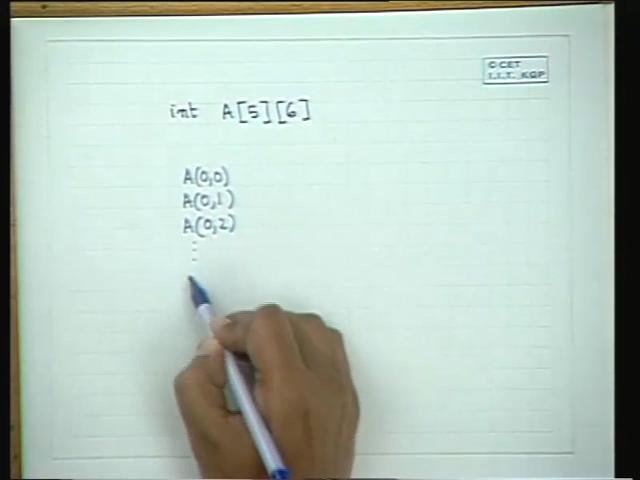 © CET
I.I.T. KGP
int A[5][6]
A(0,0)
A(0,1)
A(0,2)